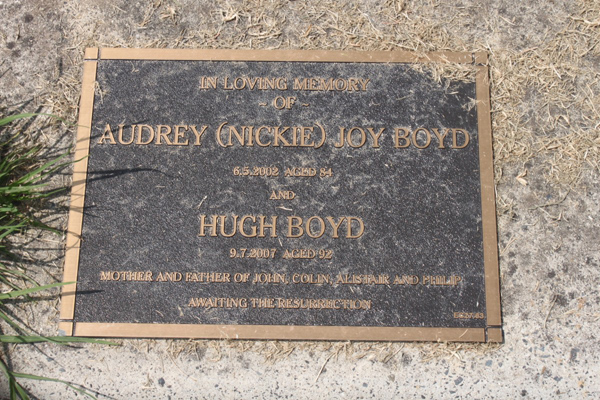 IN LOVING MEMORY
~ OF ~
AUDREY (NICKIE) JOY BOYD
6.5.2002 AGED 84
AND
HUGH BOYD
9.7.2007 AGED 92
MOTHER AND FATHER OF JOHN, COLIN, ALISTAIR AND PHILIP
AWAITING THE RESURRECTION